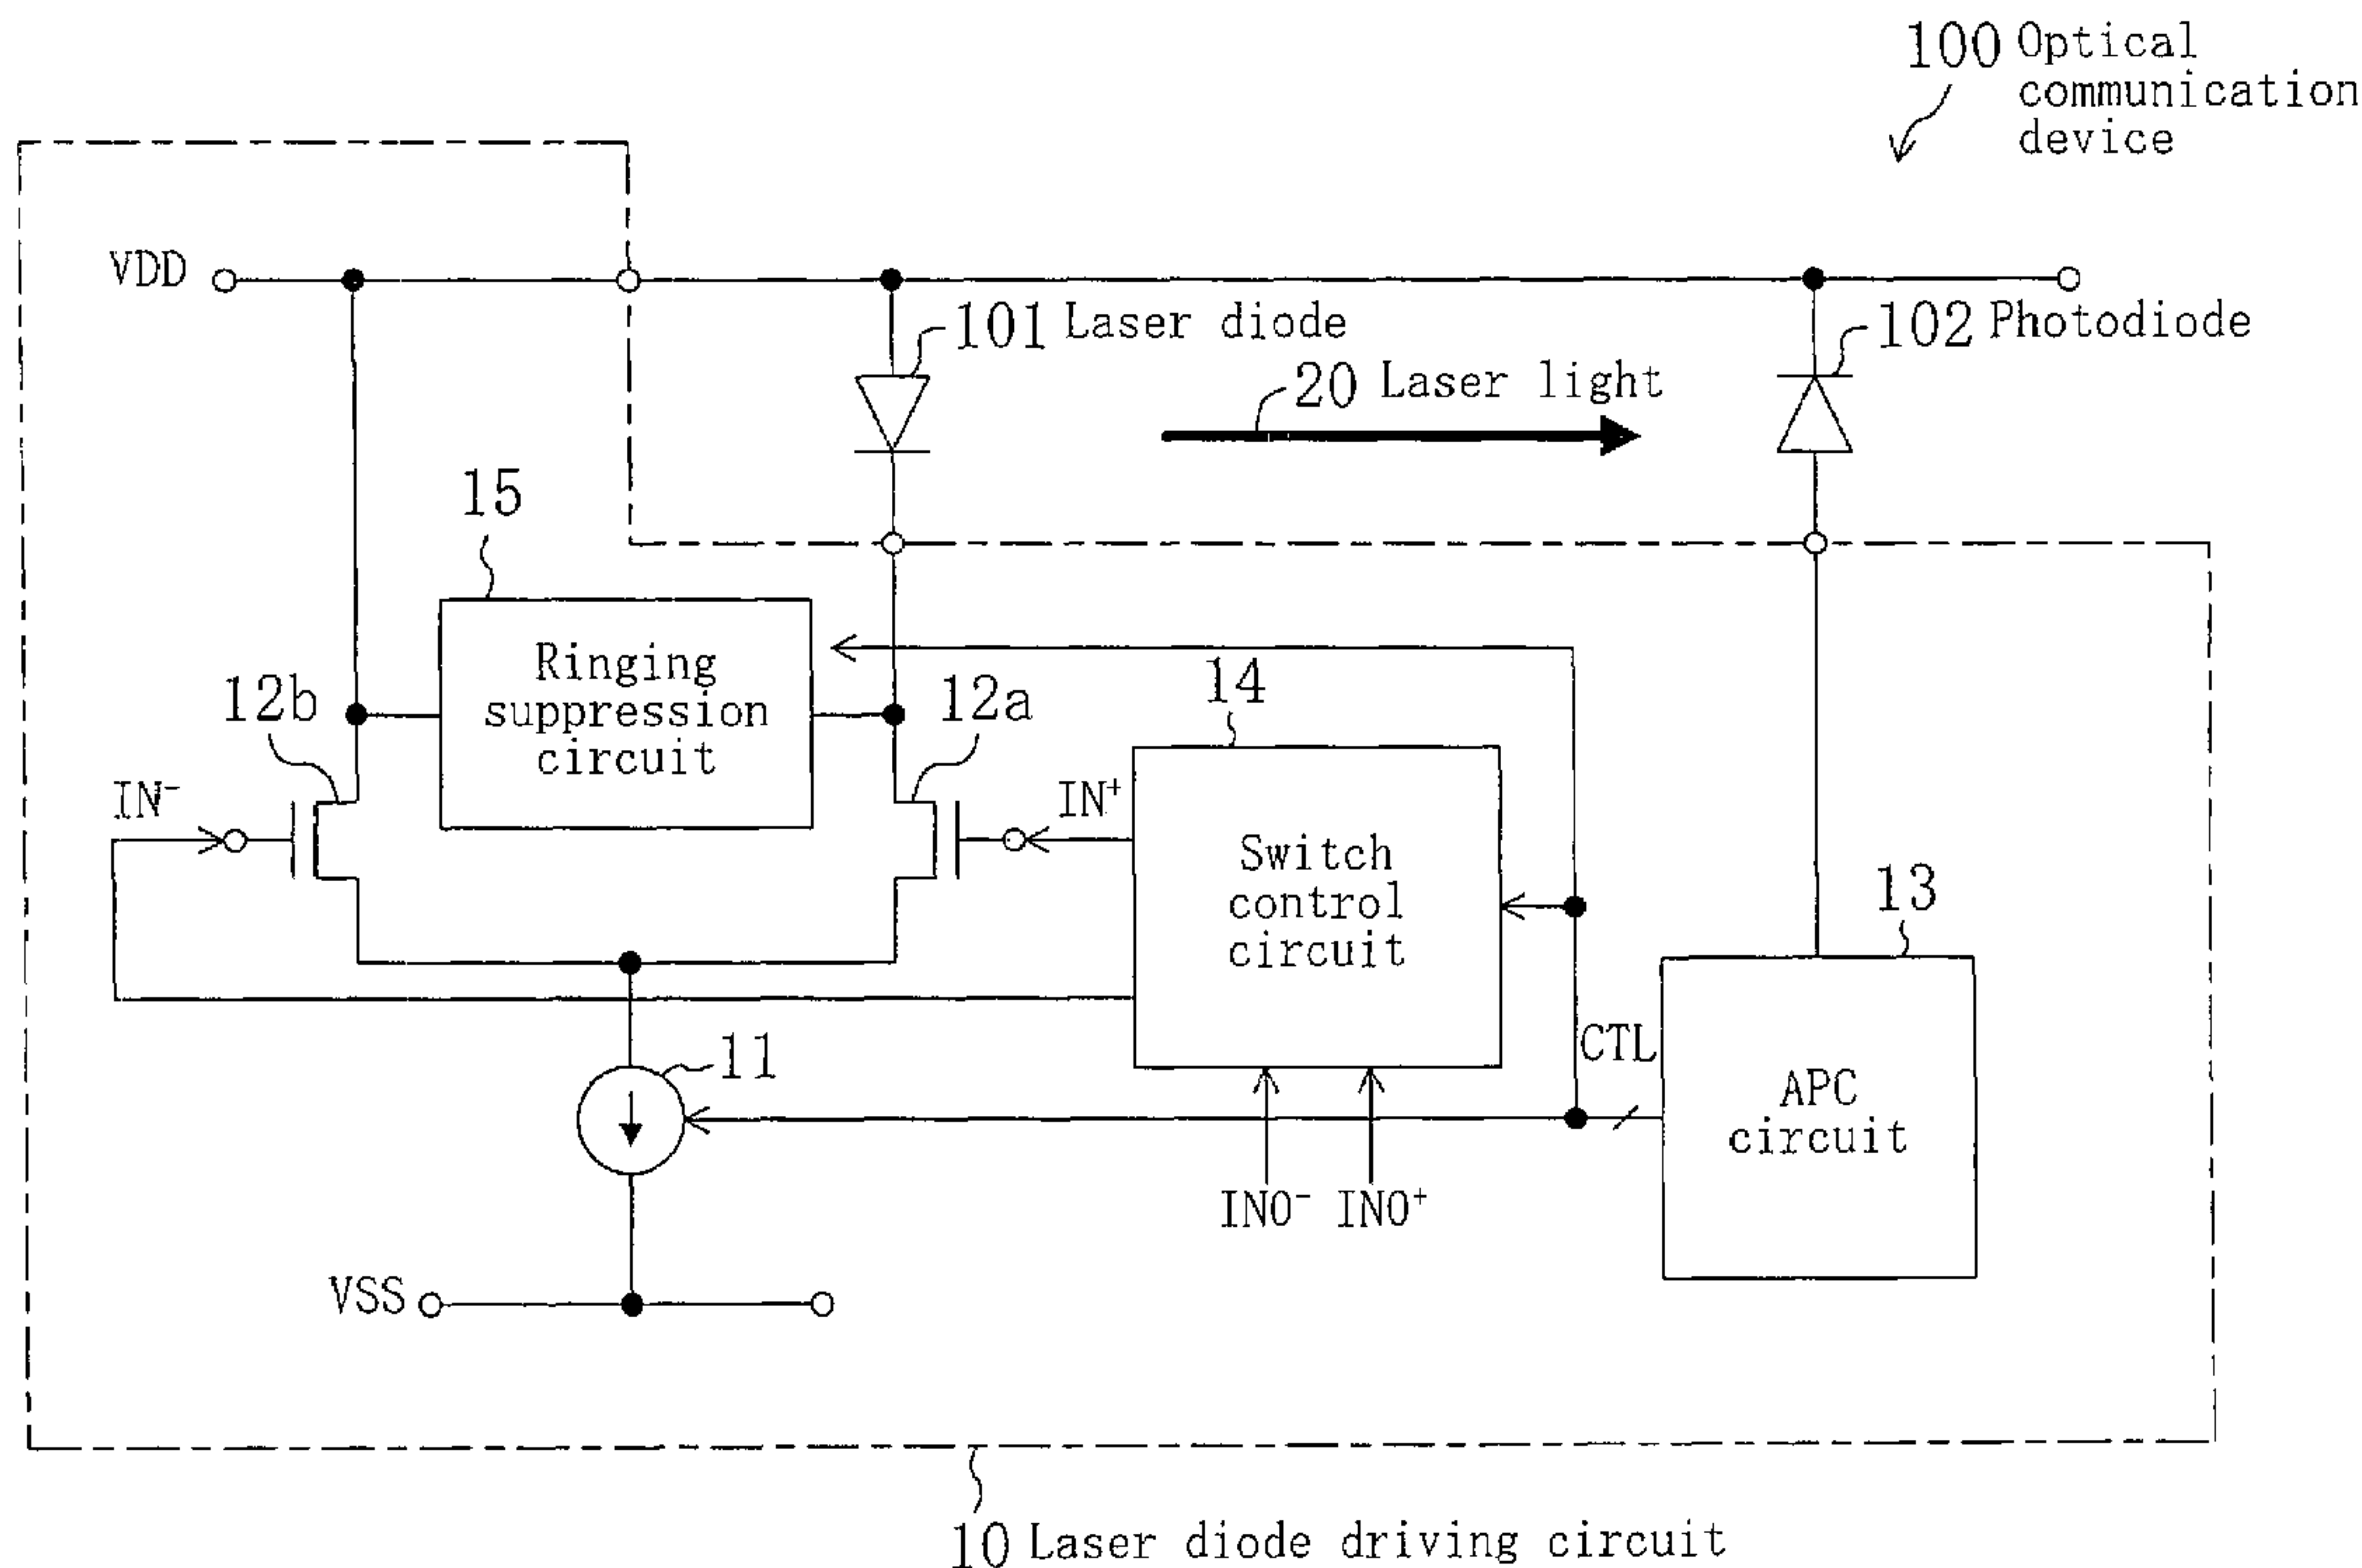 100 Optical
communication
device
VDD
101 Laser diode
102 Photodiode
20 Laser light
15
Ringing
suppression
circuit
12b
12a
14
IN-
IN+
Switch
control
circuit
13
11
CTL
APC
circuit
IN0- IN0+
VSS
10 Laser diode driving circuit